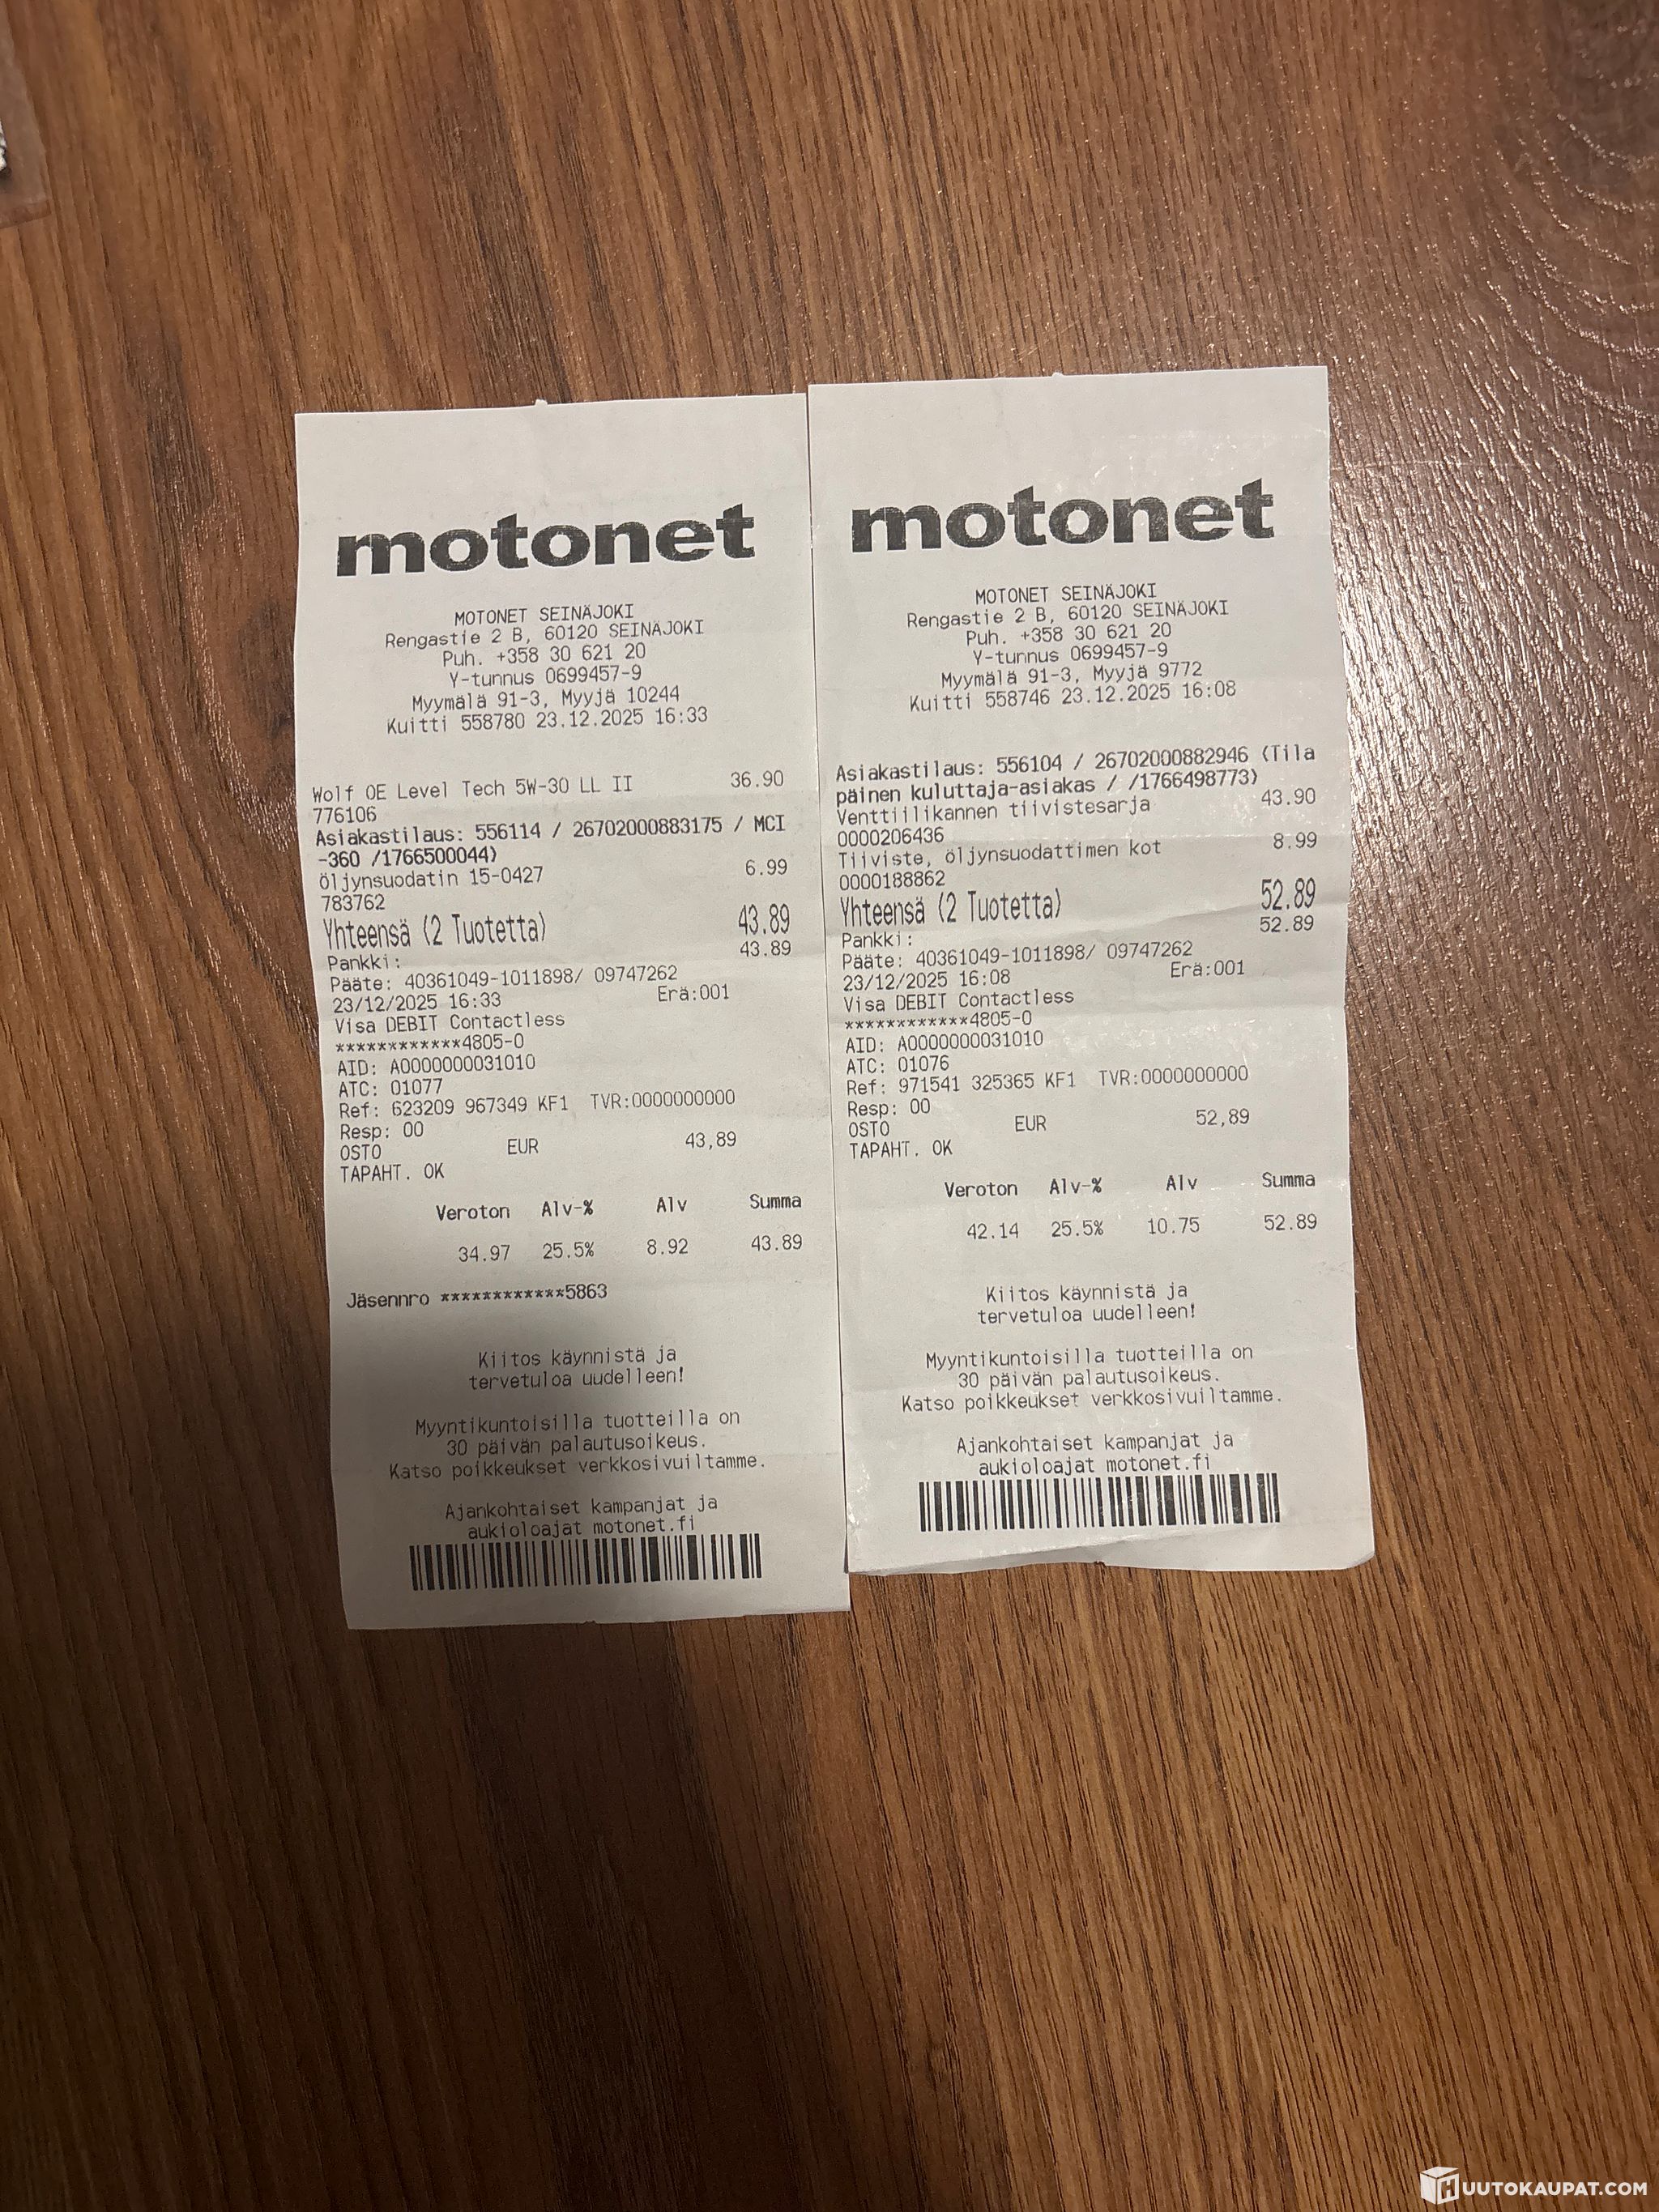 motonet
MOTONET SEINÄJOKI
Rengastie 2 B, 60120 SEINÄJOKI
Puh. +358 30 621 20
Y-tunnus 0699457-9
Myymälä 91-3, Myyjä 10244
Kuitti 558780 23.12.2025 16:33
Wolf OE Level Tech 5W-30 LL II 36.90
776106
Asiakastilaus: 556114 / 26702000883175 / MCI
-360 /1766500044)
öljynsuodatin 15-0427 6.99
783762
Yhteensä (2 Tuotetta) 43.89
Pankki: 43.89
Pääte: 40361049-1011898/ 09747262
23/12/2025 16:33 Erä:001
Visa DEBIT Contactless
************4805-0
AID: A0000000031010
ATC: 01077
Ref: 623209 967349 KF1 TVR:0000000000
Resp: 00
OSTO EUR 43,89
TAPAHT. OK
Veroton Alv-% Alv Summa
34.97 25.5% 8.92 43.89
Jäsennro ************5863
Kiitos käynnistä ja
tervetuloa uudelleen!
Myyntikuntoisilla tuotteilla on
30 päivän palautusoikeus.
Katso poikkeukset verkkosivuiltamme.
Ajankohtaiset kampanjat ja
aukioloajat motonet.fi
motonet
MOTONET SEINÄJOKI
Rengastie 2 B, 60120 SEINÄJOKI
Puh. +358 30 621 20
Y-tunnus 0699457-9
Myymälä 91-3, Myyjä 9772
Kuitti 558746 23.12.2025 16:08
Asiakastilaus: 556104 / 26702000882946 (Tila
päinen kuluttaja-asiakas / /1766498773)
Venttiilikannen tiivistesarja 43.90
0000206436
Tiiviste, öljynsuodattimen kot 8.99
0000188862
Yhteensä (2 Tuotetta) 52.89
Pankki: 52.89
Pääte: 40361049-1011898/ 09747262
23/12/2025 16:08 Erä:001
Visa DEBIT Contactless
************4805-0
AID: A0000000031010
ATC: 01076
Ref: 971541 325365 KF1 TVR:0000000000
Resp: 00
OSTO EUR 52,89
TAPAHT. OK
Veroton Alv-% Alv Summa
42.14 25.5% 10.75 52.89
Kiitos käynnistä ja
tervetuloa uudelleen!
Myyntikuntoisilla tuotteilla on
30 päivän palautusoikeus.
Katso poikkeukset verkkosivuiltamme.
Ajankohtaiset kampanjat ja
aukioloajat motonet.fi
HUUTOKAUPAT.COM